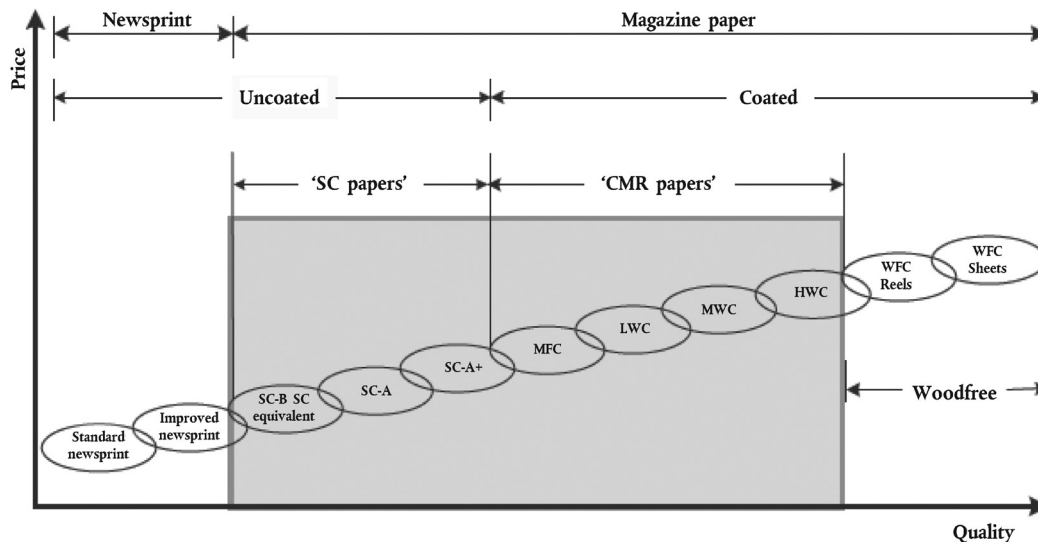 Newsprint
Magazine paper
Price
Uncoated
Coated
‘SC papers’
‘CMR papers’
WFC
Sheets
WFC
Reels
HWC
MWC
LWC
MFC
SC-A+
SC-A
SC-B SC
equivalent
Improved
newsprint
Standard
newsprint
Woodfree
Quality